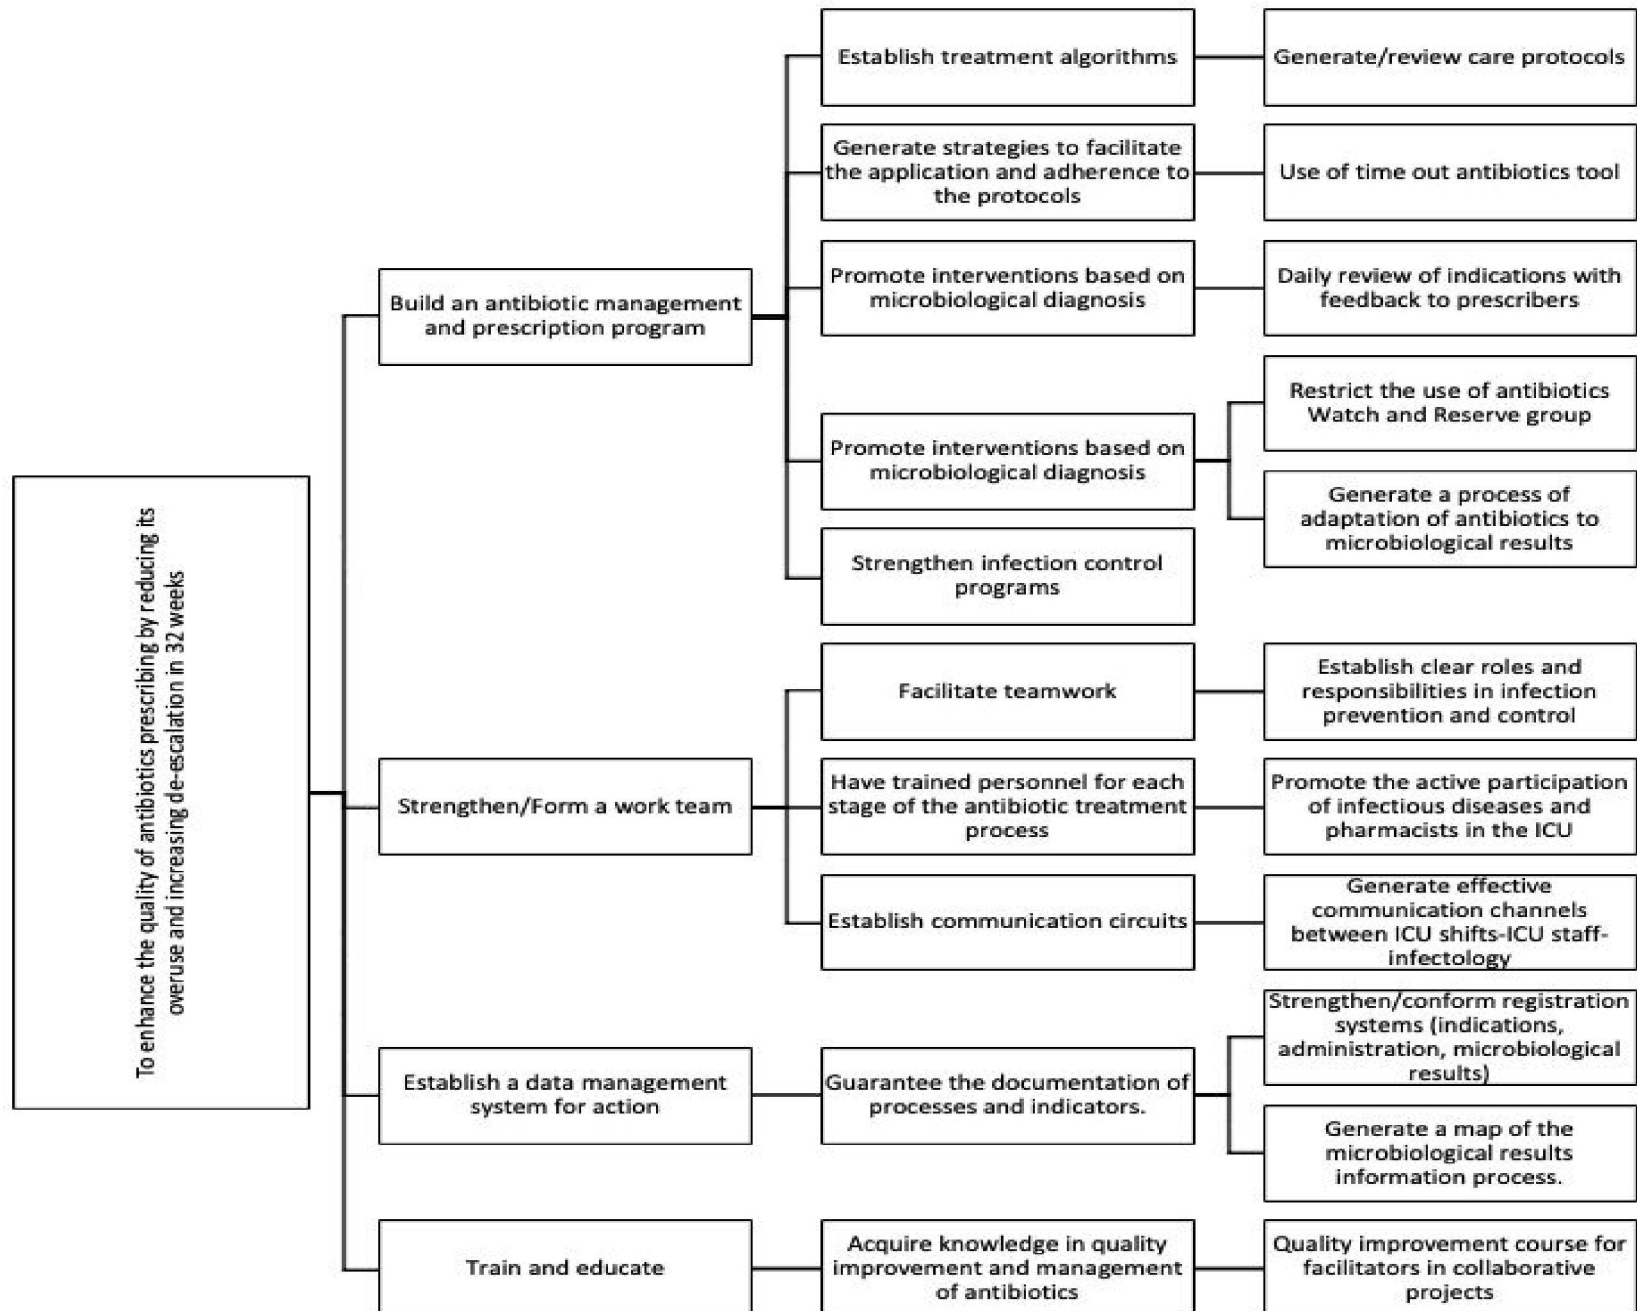 To enhance the quality of antibiotics prescribing by reducing its
overuse and increasing de-escalation in 32 weeks
Build an antibiotic management
and prescription program
Establish treatment algorithms
Generate/review care protocols
Generate strategies to facilitate
the application and adherence to
the protocols
Use of time out antibiotics tool
Promote interventions based on
microbiological diagnosis
Daily review of indications with
feedback to prescribers
Promote interventions based on
microbiological diagnosis
Restrict the use of antibiotics
Watch and Reserve group
Generate a process of
adaptation of antibiotics to
microbiological results
Strengthen infection control
programs
Strengthen/Form a work team
Facilitate teamwork
Establish clear roles and
responsibilities in infection
prevention and control
Have trained personnel for each
stage of the antibiotic treatment
process
Promote the active participation
of infectious diseases and
pharmacists in the ICU
Establish communication circuits
Generate effective
communication channels
between ICU shifts-ICU staff-
infectology
Establish a data management
system for action
Guarantee the documentation of
processes and indicators.
Strengthen/conform registration
systems (indications,
administration, microbiological
results)
Generate a map of the
microbiological results
information process.
Train and educate
Acquire knowledge in quality
improvement and management
of antibiotics
Quality improvement course for
facilitators in collaborative
projects